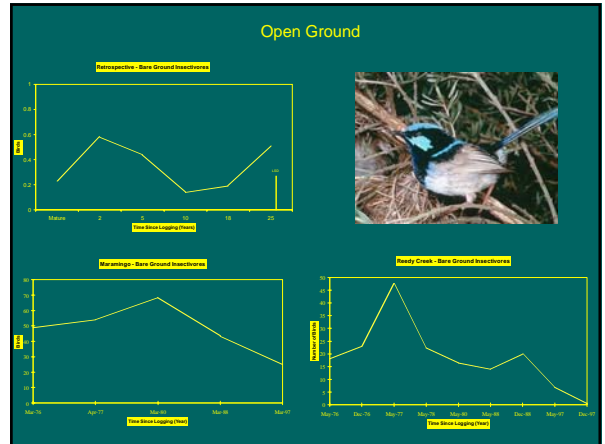 Open Ground
Retrospective - Bare Ground Insectivores
1
0.8
0.6
0.4
0.2
0
Birds
LSD
Mature 2 5 10 18 25
Time Since Logging (Years)
Maramingo - Bare Ground Insectivores
80
70
60
50
40
30
20
10
0
Birds
Mar-76 Apr-77 Mar-80 Mar-88 Mar-97
Time Since Logging (Year)
Reedy Creek - Bare Ground Insectivores
50
45
40
35
30
25
20
15
10
5
0
Number of Birds
May-76 Dec-76 May-77 May-78 May-81 May-88 Dec-88 May-97 Dec-97
Time Since Logging (Year)